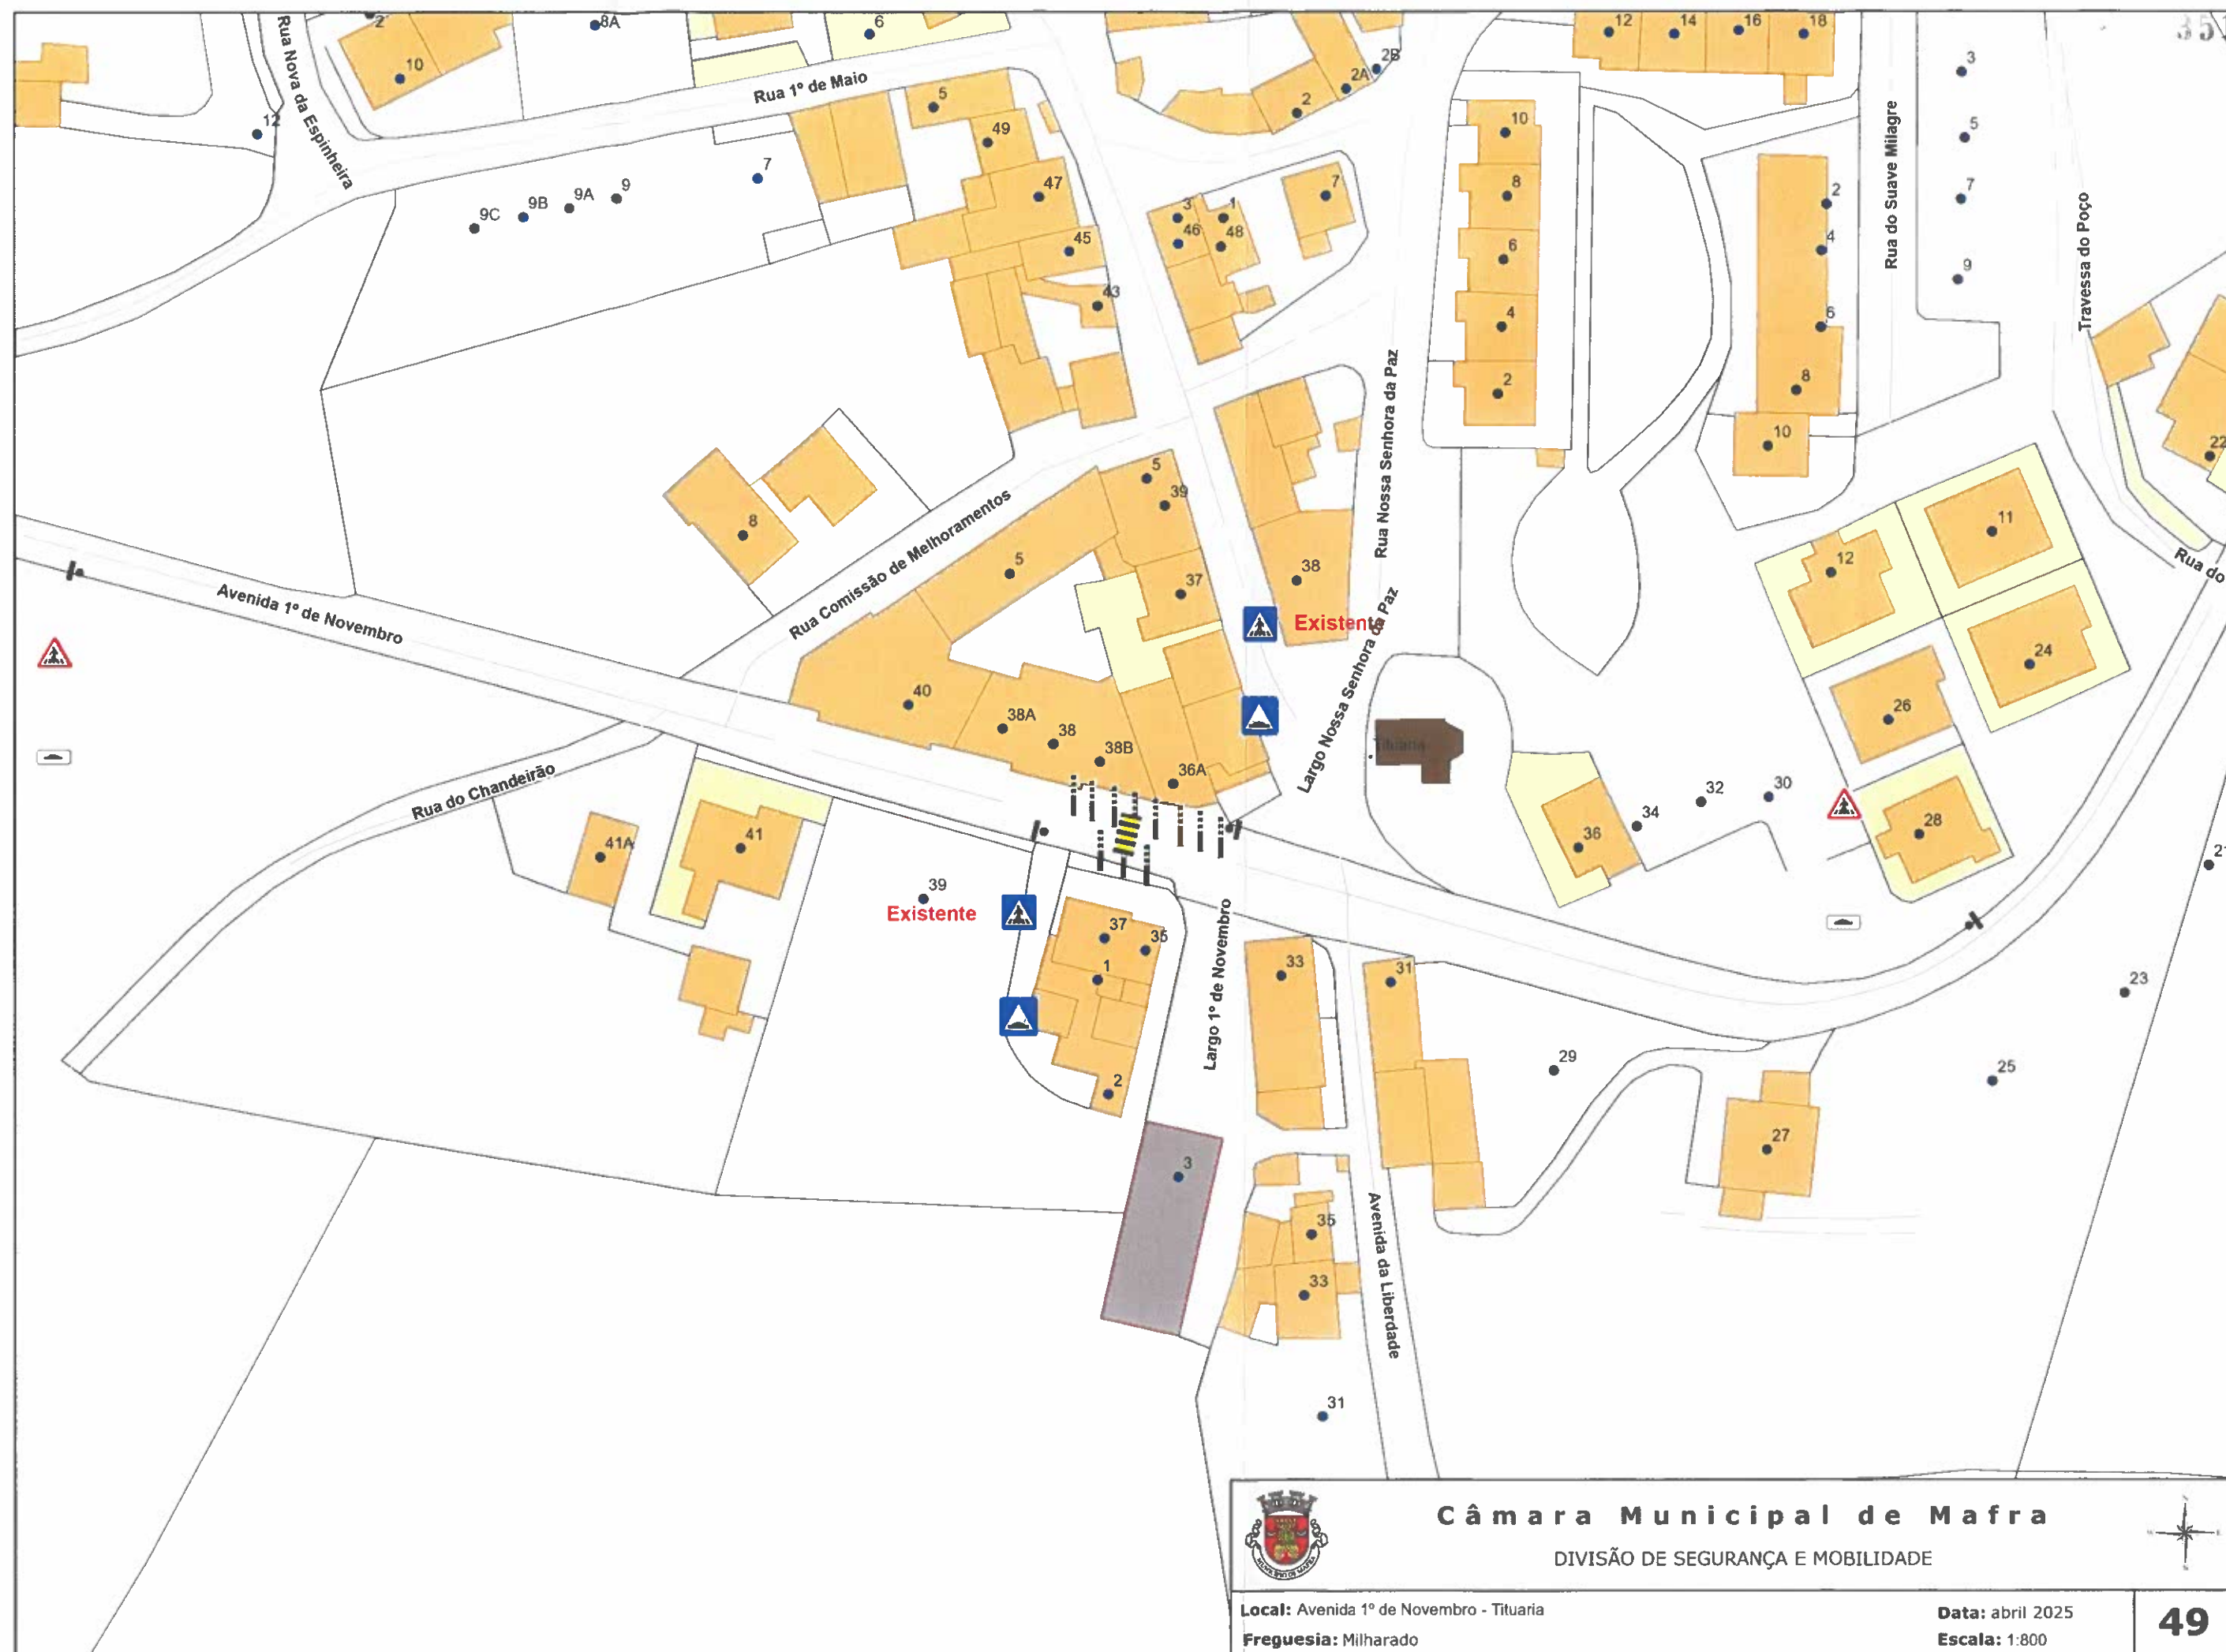 2
8A
6
12
14
16
18
35
10
Rua Nova da Espinheira
Rua 1º de Maio
2B
2A
2
3
12
5
49
10
5
Rua do Suave Milagre
7
9
9A
9B
9C
47
45
43
3
1
46
48
7
8
6
4
2
2
4
6
8
10
7
9
Travessa do Poço
22
8
5
39
5
37
38
Rua Nossa Senhora da Paz
Rua Comissão de Melhoramentos
Avenida 1º de Novembro
12
11
24
26
Rua do
Existente
Largo Nossa Senhora da Paz
40
38A
38
38B
36A
Tituaria
36
34
32
30
28
21
Rua do Chandeirão
41A
41
39
Existente
37
35
1
2
Largo 1º de Novembro
33
31
29
23
25
27
3
35
33
Avenida da Liberdade
31
Câmara Municipal de Mafra
DIVISÃO DE SEGURANÇA E MOBILIDADE
MUNICÍPIO DE MAFRA
Local: Avenida 1º de Novembro - Tituaria
Data: abril 2025
49
Freguesia: Milharado
Escala: 1:800